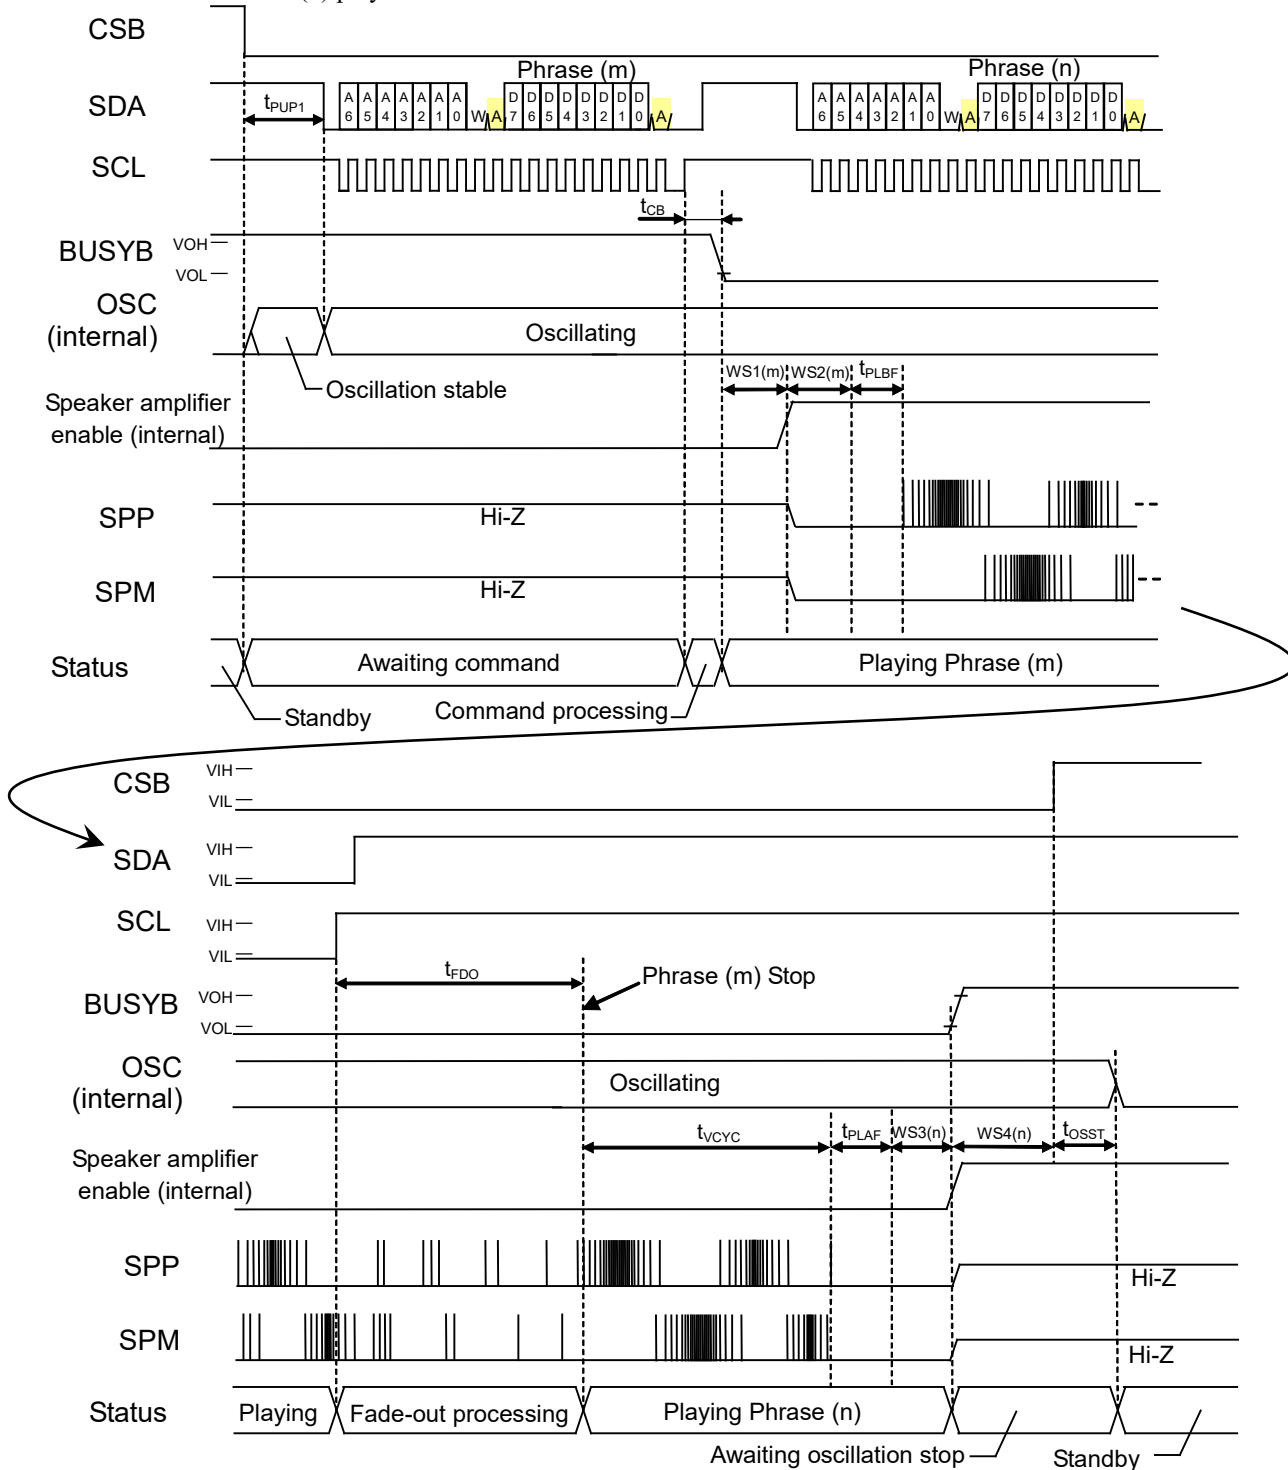 CSB
Phrase (m)
Phrase (n)
SDA
tPUP1
A6 A5 A4 A3 A2 A1 A0 W A D7 D6 D5 D4 D3 D2 D1 D0 A
A6 A5 A4 A3 A2 A1 A0 W A D7 D6 D5 D4 D3 D2 D1 D0 A
SCL
tCB
BUSYB
VOH
VOL
OSC
(internal)
Oscillating
Oscillation stable
WS1(m) WS2(m) tPLBF
Speaker amplifier
enable (internal)
SPP
Hi-Z
SPM
Hi-Z
Status
Awaiting command
Playing Phrase (m)
Standby
Command processing
CSB
VIH
VIL
SDA
VIH
VIL
SCL
VIH
VIL
tFDO
Phrase (m) Stop
BUSYB
VOH
VOL
OSC
(internal)
Oscillating
tVCYC
tPLAF WS3(n) WS4(n) tOSST
Speaker amplifier
enable (internal)
SPP
Hi-Z
SPM
Hi-Z
Status
Playing
Fade-out processing
Playing Phrase (n)
Awaiting oscillation stop
Standby